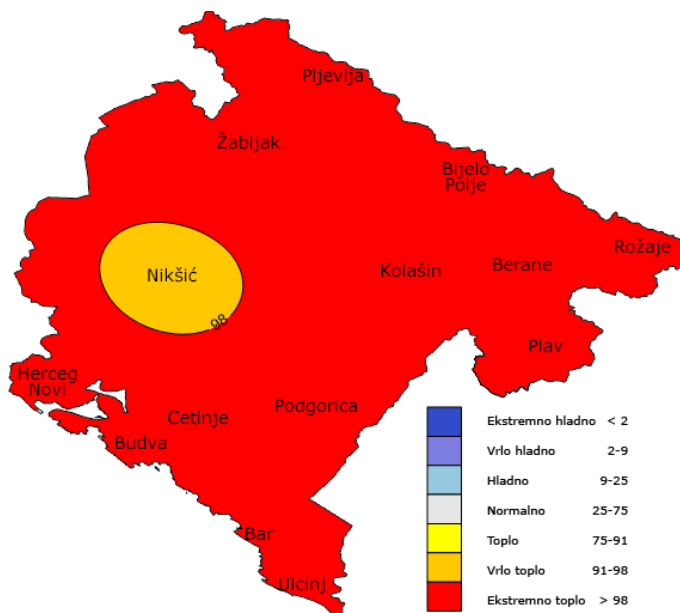 Pljevlja
Žabljak
Bijelo
Polje
Rožaje
Berane
Kolašin
Nikšić
98
Plav
Herceg
Novi
Podgorica
Cetinje
Budva
Bar
Ulcinj
Ekstremno hladno < 2
Vrlo hladno 2-9
Hladno 9-25
Normalno 25-75
Toplo 75-91
Vrlo toplo 91-98
Ekstremno toplo > 98